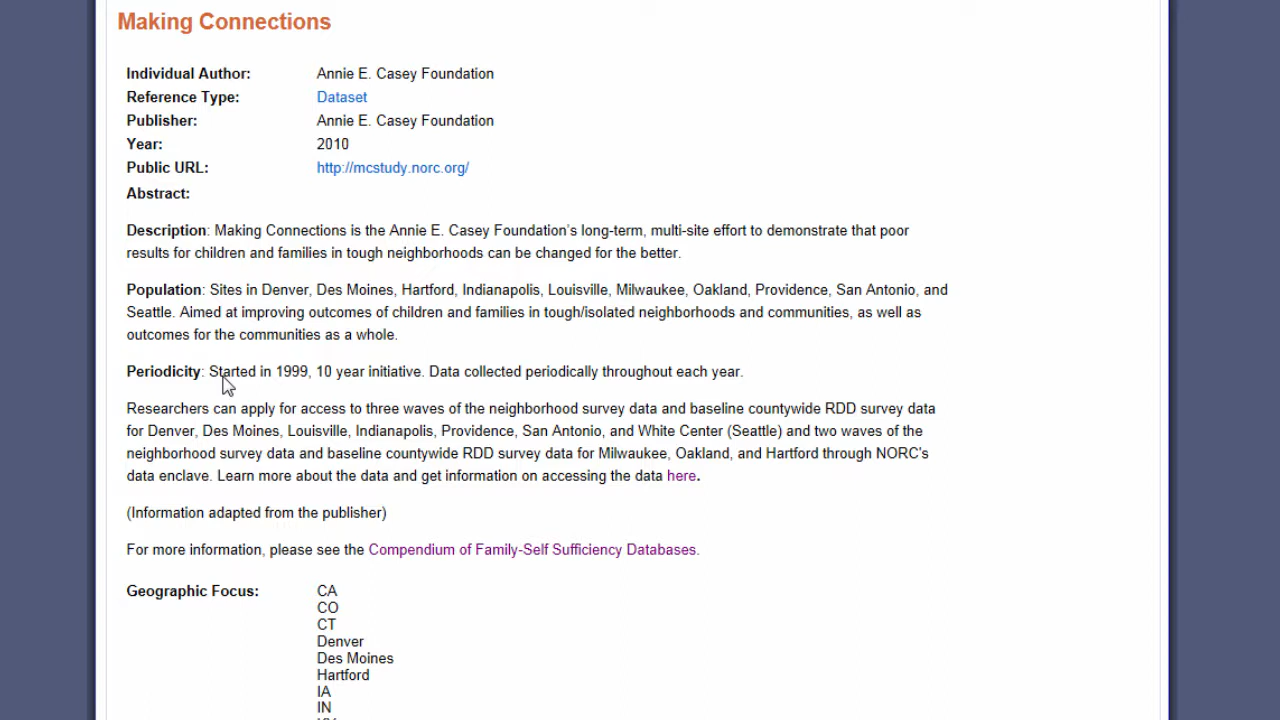 Making Connections
Individual Author: Annie E. Casey Foundation
Reference Type: Dataset
Publisher: Annie E. Casey Foundation
Year: 2010
Public URL: http://mcstudy.norc.org/
Abstract:
Description: Making Connections is the Annie E. Casey Foundation's long-term, multi-site effort to demonstrate that poor
results for children and families in tough neighborhoods can be changed for the better.
Population: Sites in Denver, Des Moines, Hartford, Indianapolis, Louisville, Milwaukee, Oakland, Providence, San Antonio, and
Seattle. Aimed at improving outcomes of children and families in tough/isolated neighborhoods and communities, as well as
outcomes for the communities as a whole.
Periodicity: Started in 1999, 10 year initiative. Data collected periodically throughout each year.
Researchers can apply for access to three waves of the neighborhood survey data and baseline countywide RDD survey data
for Denver, Des Moines, Louisville, Indianapolis, Providence, San Antonio, and White Center (Seattle) and two waves of the
neighborhood survey data and baseline countywide RDD survey data for Milwaukee, Oakland, and Hartford through NORC's
data enclave. Learn more about the data and get information on accessing the data here.
(Information adapted from the publisher)
For more information, please see the Compendium of Family-Self Sufficiency Databases.
Geographic Focus: CA
CO
CT
Denver
Des Moines
Hartford
IA
IN